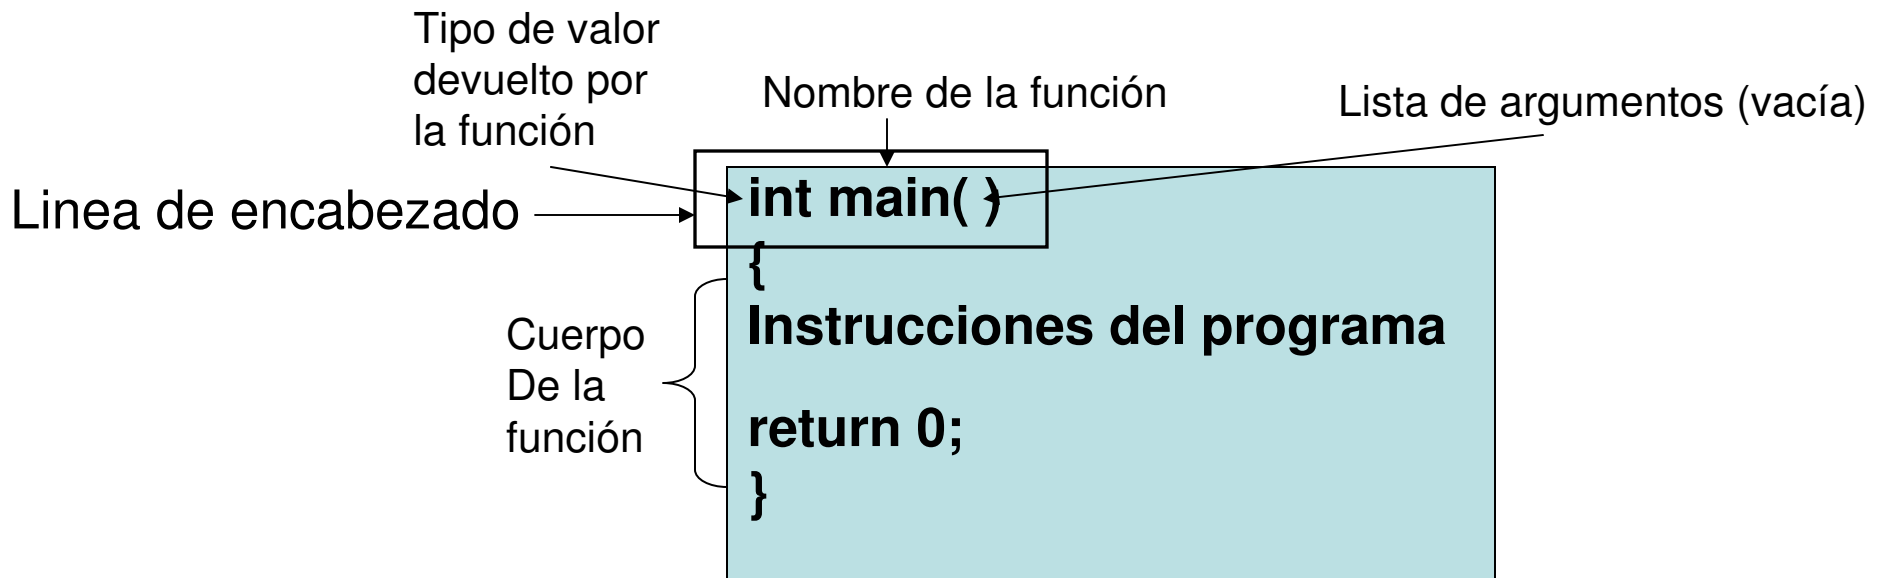 Tipo de valor
devuelto por
la función
Nombre de la función
Lista de argumentos (vacía)
Linea de encabezado
int main( )
{
Instrucciones del programa
Cuerpo
De la
función
return 0;
}